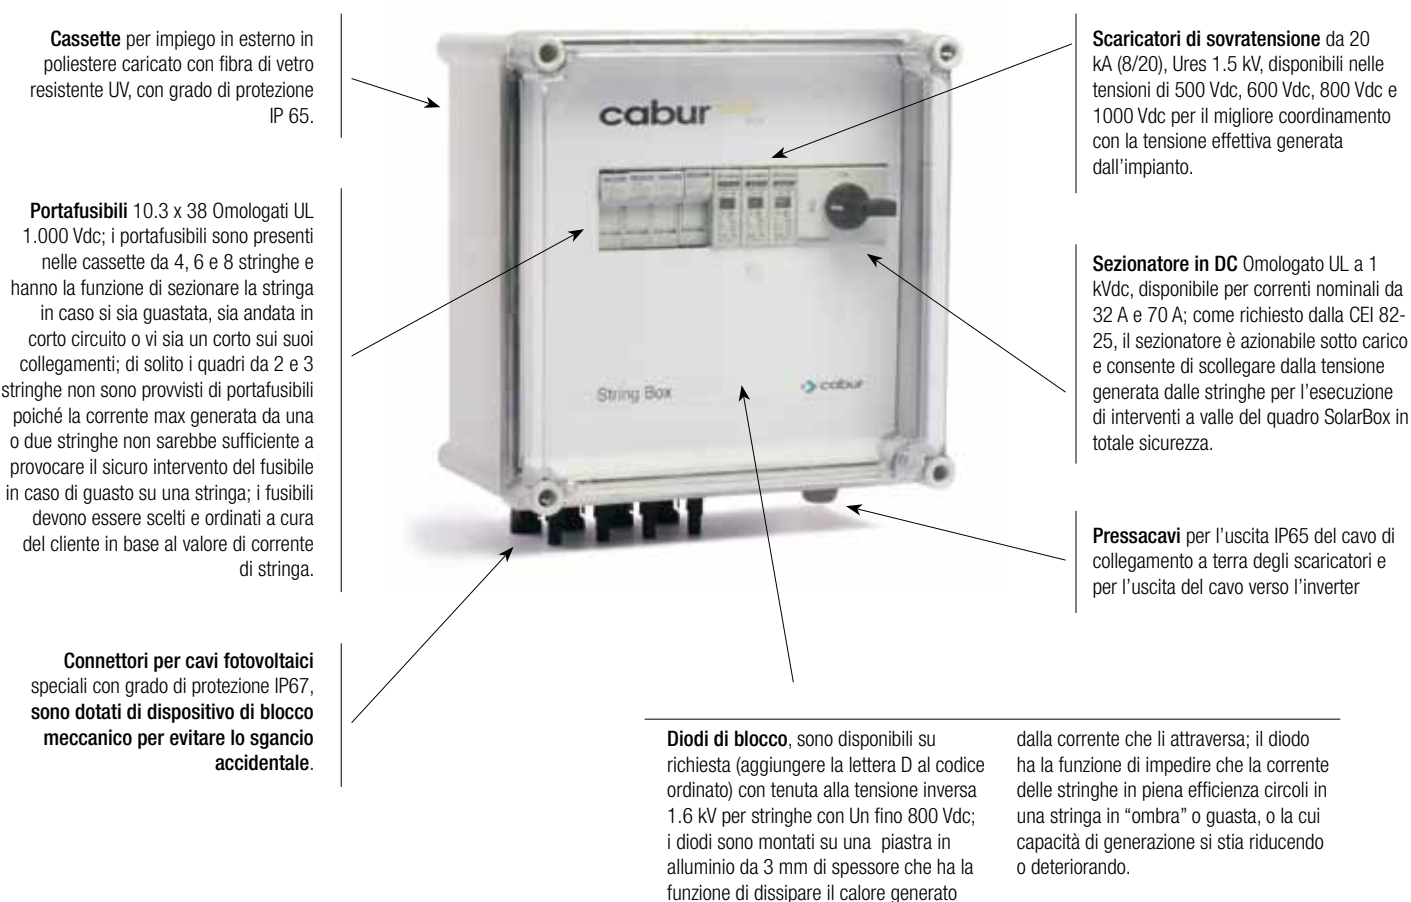 Cassette per impiego in esterno in
poliestere caricato con fibra di vetro
resistente UV, con grado di protezione
IP 65.
Portafusibili 10.3 x 38 Omologati UL
1.000 Vdc; i portafusibili sono presenti
nelle cassette da 4, 6 e 8 stringhe e
hanno la funzione di sezionare la stringa
in caso si sia guastata, sia andata in
corto circuito o vi sia un corto sui suoi
collegamenti; di solito i quadri da 2 e 3
stringhe non sono provvisti di portafusibili
poiché la corrente max generata da una
o due stringhe non sarebbe sufficiente a
provocare il sicuro intervento del fusibile
in caso di guasto su una stringa; i fusibili
devono essere scelti e ordinati a cura
del cliente in base al valore di corrente
di stringa.
Connettori per cavi fotovoltaici
speciali con grado di protezione IP67,
sono dotati di dispositivo di blocco
meccanico per evitare lo sgancio
accidentale.
cabur
String Box
cabur
Scaricatori di sovratensione da 20
kA (8/20), Ures 1.5 kV, disponibili nelle
tensioni di 500 Vdc, 600 Vdc, 800 Vdc e
1000 Vdc per il migliore coordinamento
con la tensione effettiva generata
dall'impianto.
Sezionatore in DC Omologato UL a 1
kVdc, disponibile per correnti nominali da
32 A e 70 A; come richiesto dalla CEI 82-
25, il sezionatore è azionabile sotto carico
e consente di scollegare dalla tensione
generata dalle stringhe per l'esecuzione
di interventi a valle del quadro SolarBox in
totale sicurezza.
Pressacavi per l'uscita IP65 del cavo di
collegamento a terra degli scaricatori e
per l'uscita del cavo verso l'inverter
Diodi di blocco, sono disponibili su
richiesta (aggiungere la lettera D al codice
ordinato) con tenuta alla tensione inversa
1.6 kV per stringhe con Un fino 800 Vdc;
i diodi sono montati su una piastra in
alluminio da 3 mm di spessore che ha la
funzione di dissipare il calore generato
dalla corrente che li attraversa; il diodo
ha la funzione di impedire che la corrente
delle stringhe in piena efficienza circoli in
una stringa in "ombra" o guasta, o la cui
capacità di generazione si stia riducendo
o deteriorando.